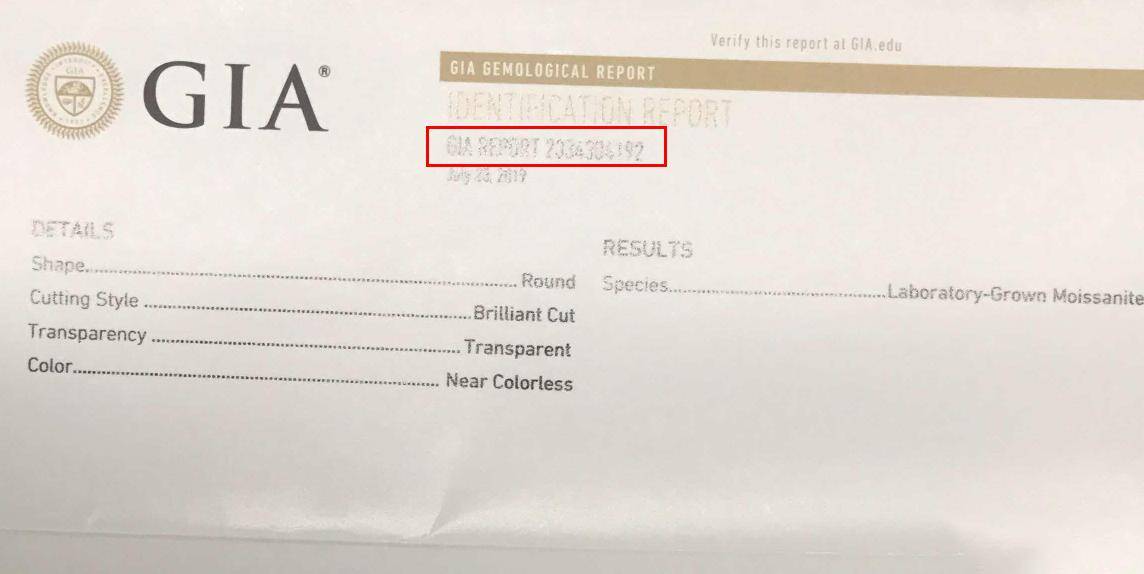 Verify this report at GIA.edu
GIA®
GIA GEMOLOGICAL REPORT
IDENTIFICATION REPORT
GIA REPORT 2334304192
July 23, 2019
DETAILS
Shape Round
Cutting Style Brilliant Cut
Transparency Transparent
Color Near Colorless
RESULTS
Species Laboratory-Grown Moissanite